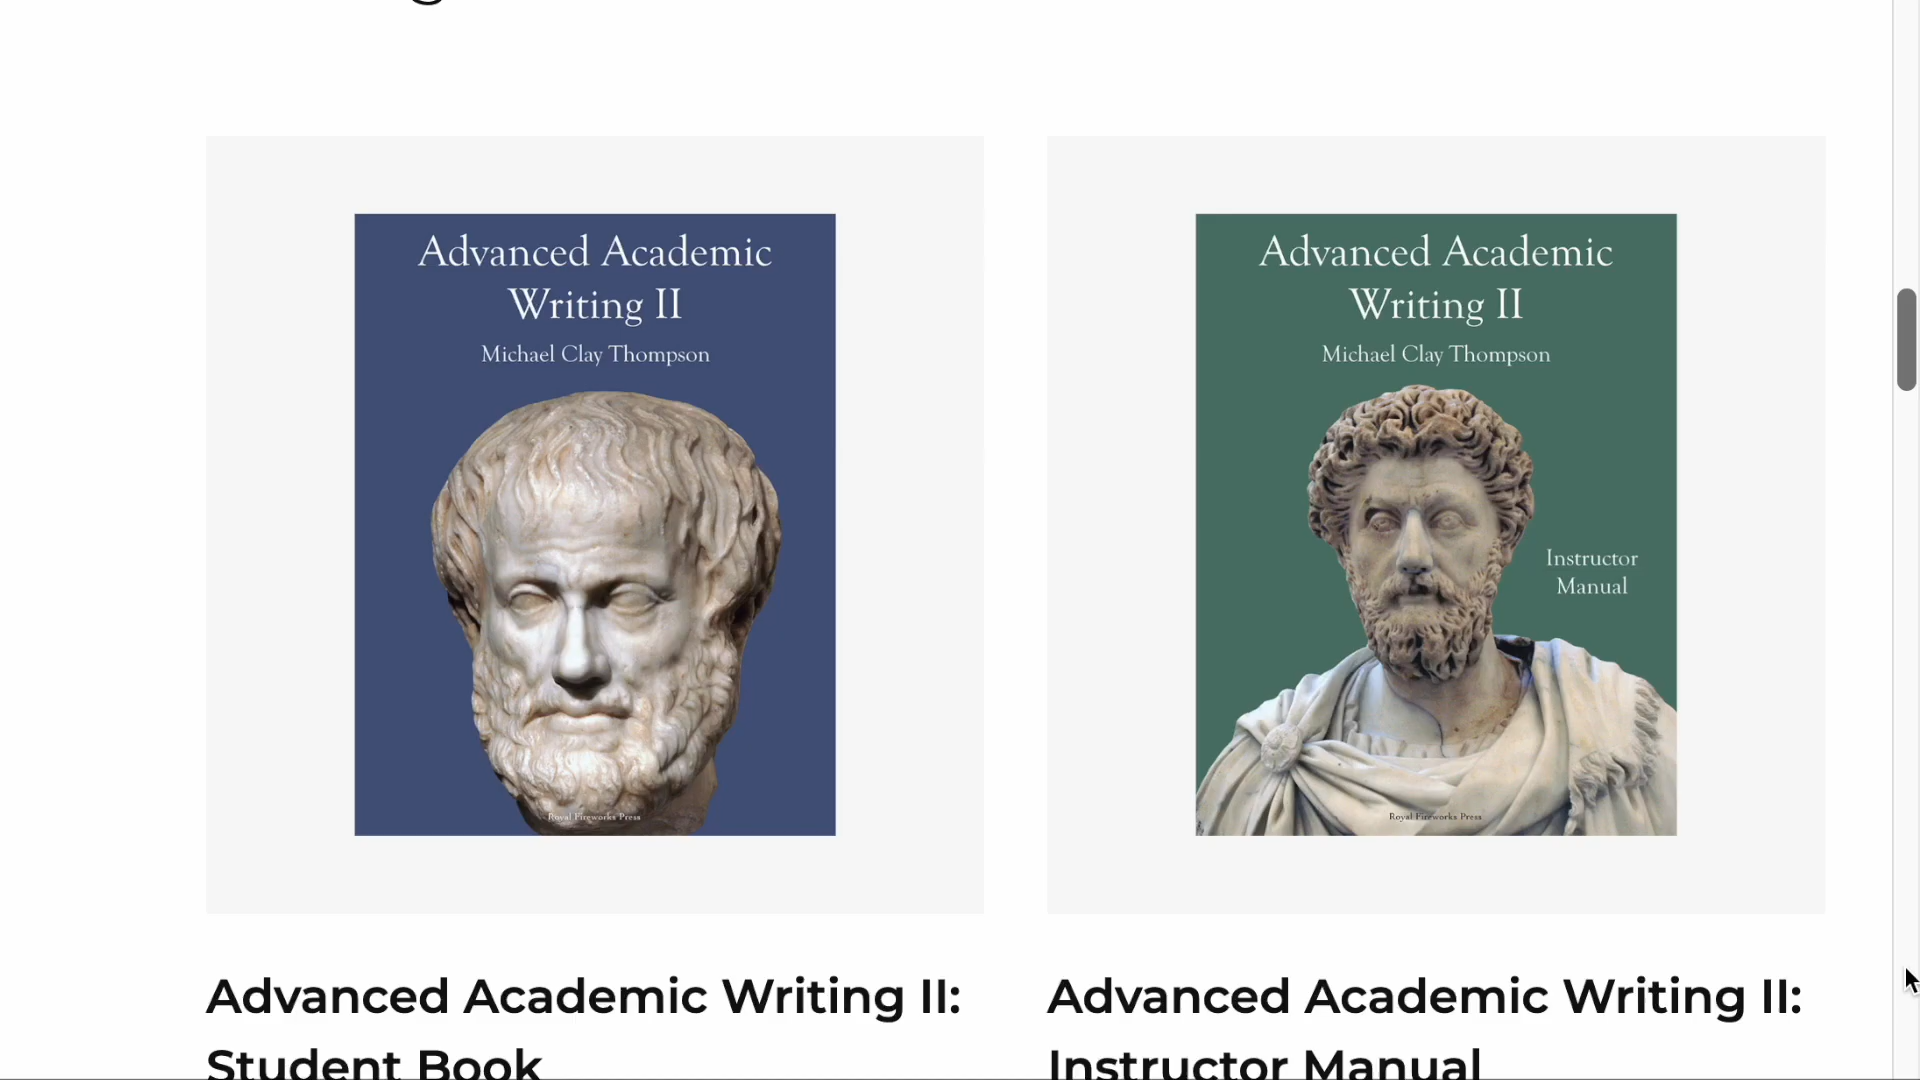 Advanced Academic
Writing II
Michael Clay Thompson
Royal Fireworks Press
Advanced Academic
Writing II
Michael Clay Thompson
Instructor
Manual
Royal Fireworks Press
Advanced Academic Writing II:
Student Book
Advanced Academic Writing II:
Instructor Manual